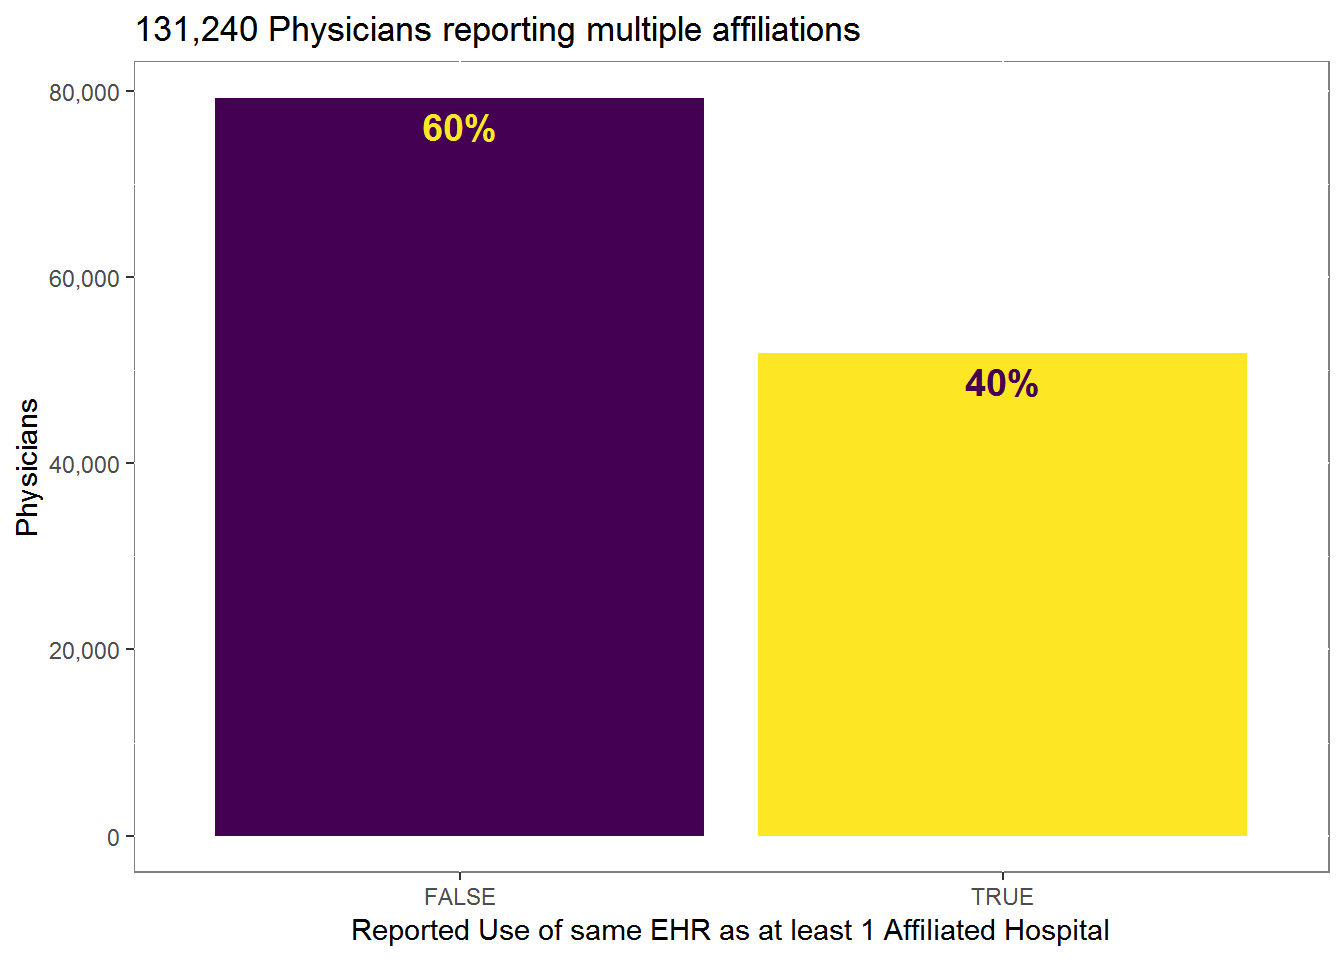 131,240 Physicians reporting multiple affiliations
80,000
60,000
40,000
20,000
0
Physicians
60%
40%
FALSE
TRUE
Reported Use of same EHR as at least 1 Affiliated Hospital